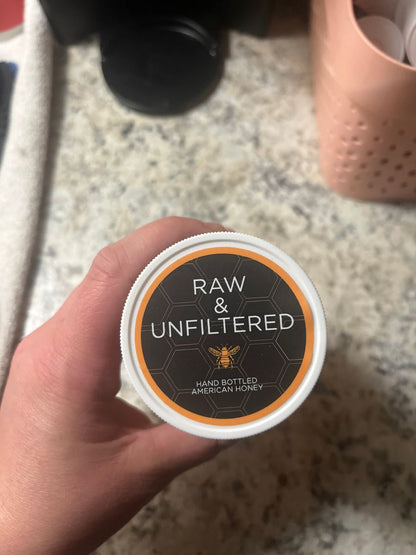 RAW
&
UNFILTERED
HAND BOTTLED
AMERICAN HONEY